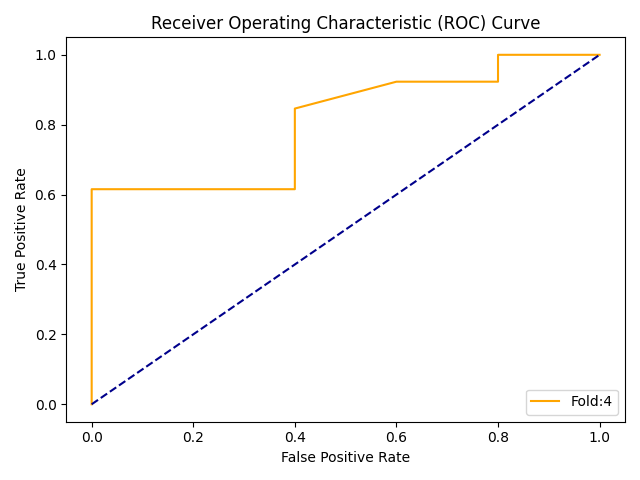 Receiver Operating Characteristic (ROC) Curve
1.0
0.8
0.6
0.4
0.2
0.0
True Positive Rate
Fold:4
0.0 0.2 0.4 0.6 0.8 1.0
False Positive Rate